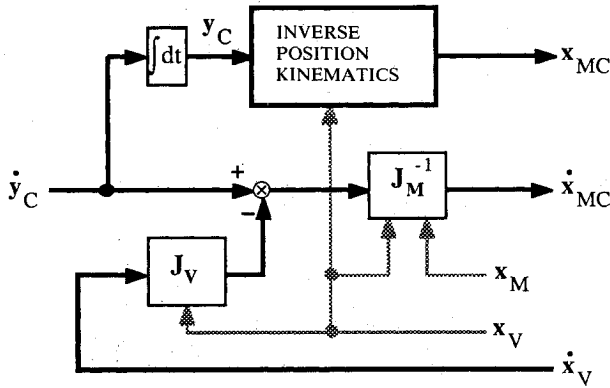 y_C
∫dt
INVERSE
POSITION
KINEMATICS
x_MC
ẏ_C
+
−
J_M^-1
ẋ_MC
J_V
x_M
x_V
ẋ_V